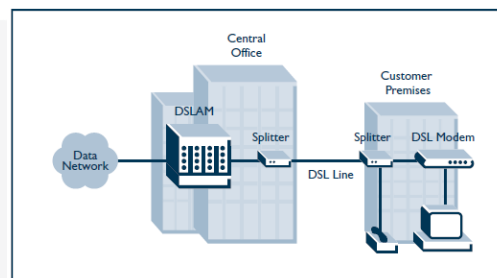 Central
Office
Customer
Premises
DSLAM
Splitter
Splitter
DSL Modem
Data
Network
DSL Line